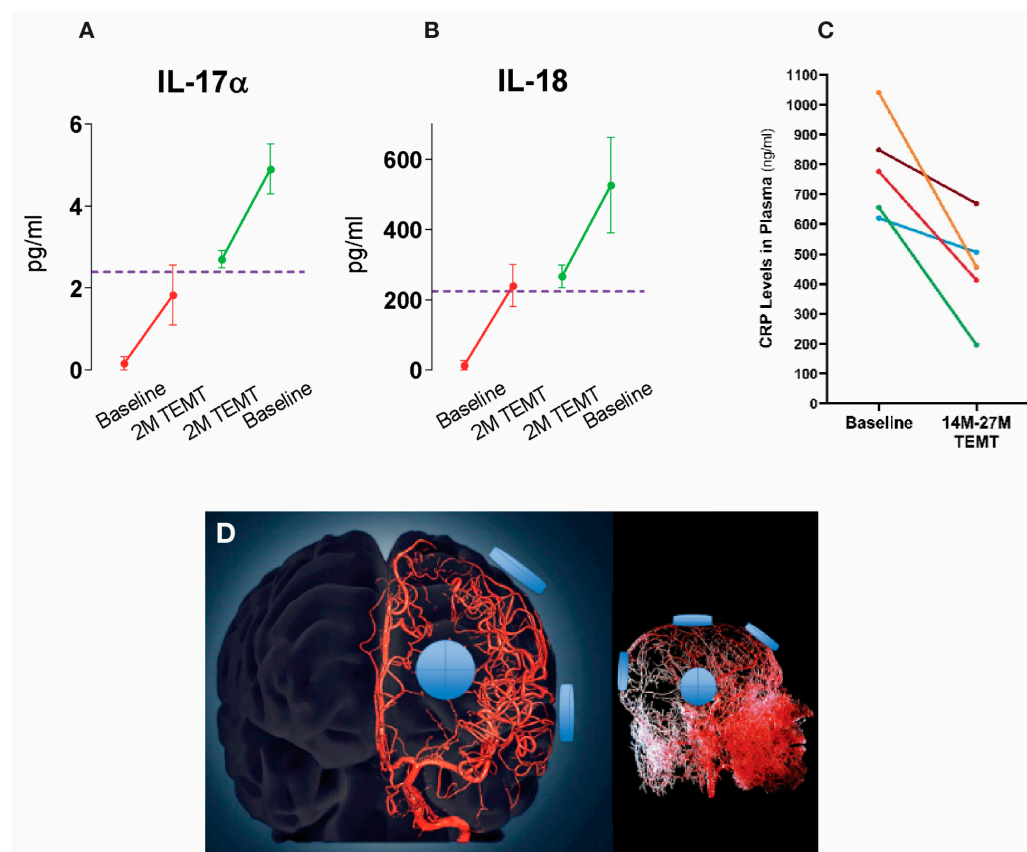 A
B
C
IL-17α
IL-18
6
4
2
0
pg/ml
Baseline
2M TEMT
2M TEMT
Baseline
600
400
200
0
pg/ml
Baseline
2M TEMT
2M TEMT
Baseline
1100
1000
900
800
700
600
500
400
300
200
100
0
CRP Levels in Plasma (ng/ml)
Baseline
14M-27M
TEMT
D